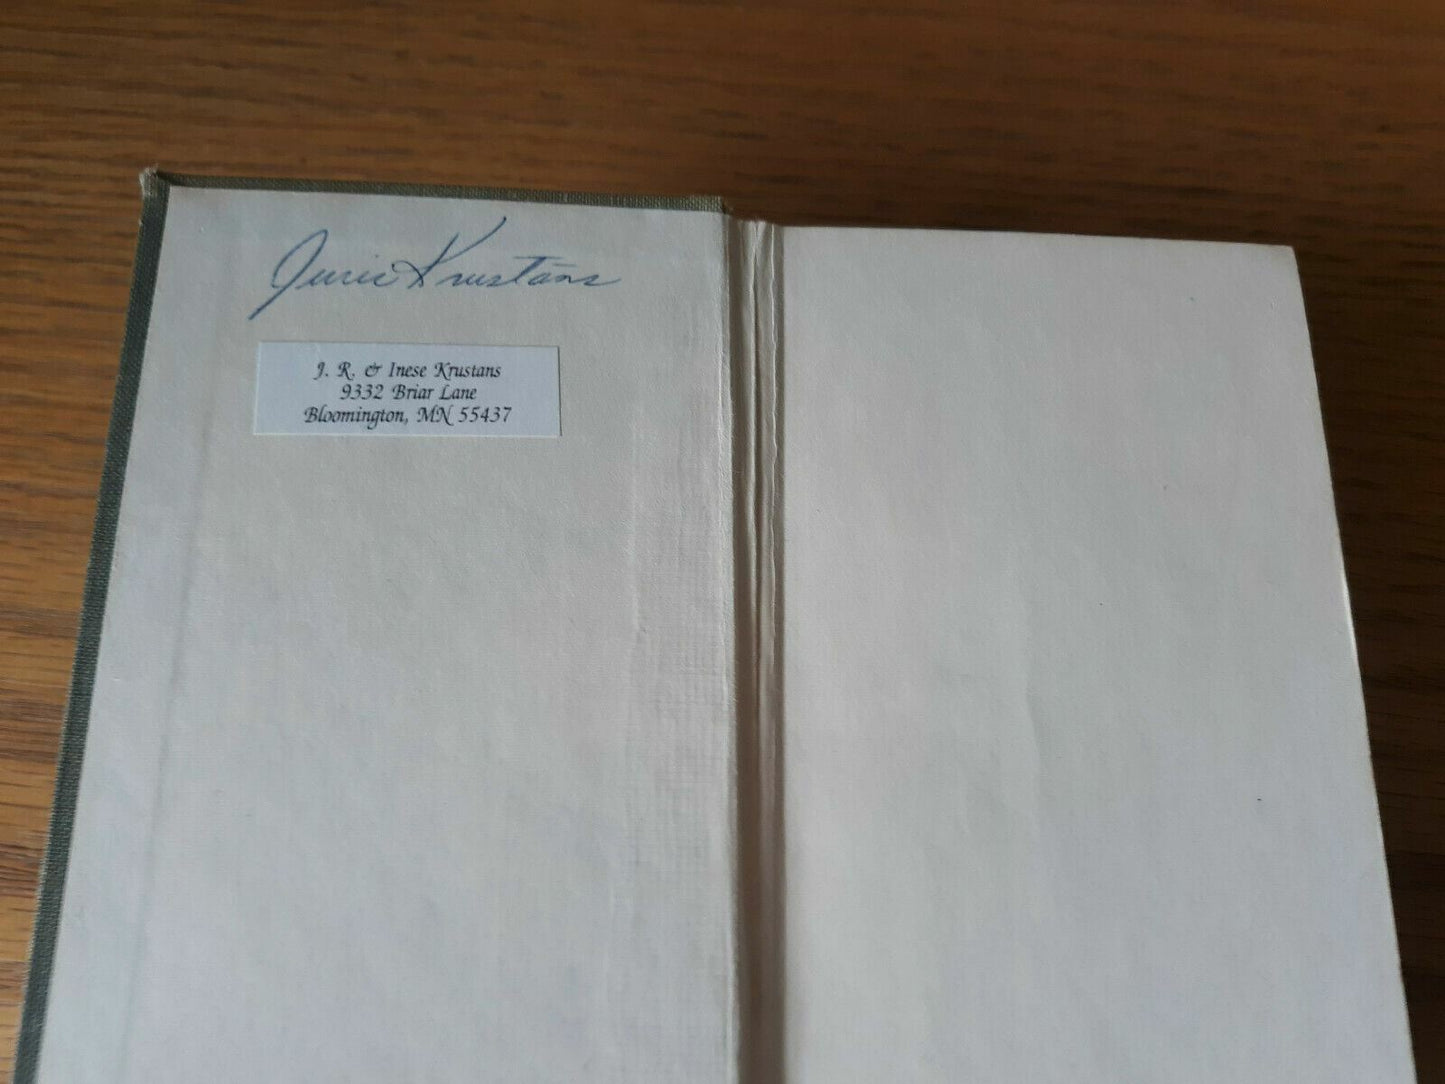 Juris Krustāns
J. R. & Inese Krustans
9332 Briar Lane
Bloomington, MN 55437